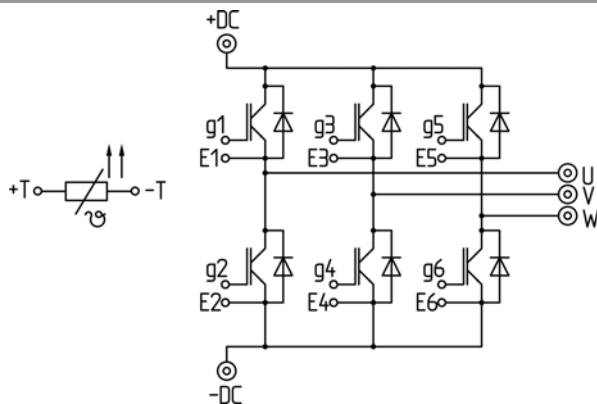 +DC
g1 g3 g5
E1 E3 E5
U
+T -T
V
W
ϑ
g2 g4 g6
E2 E4 E6
-DC